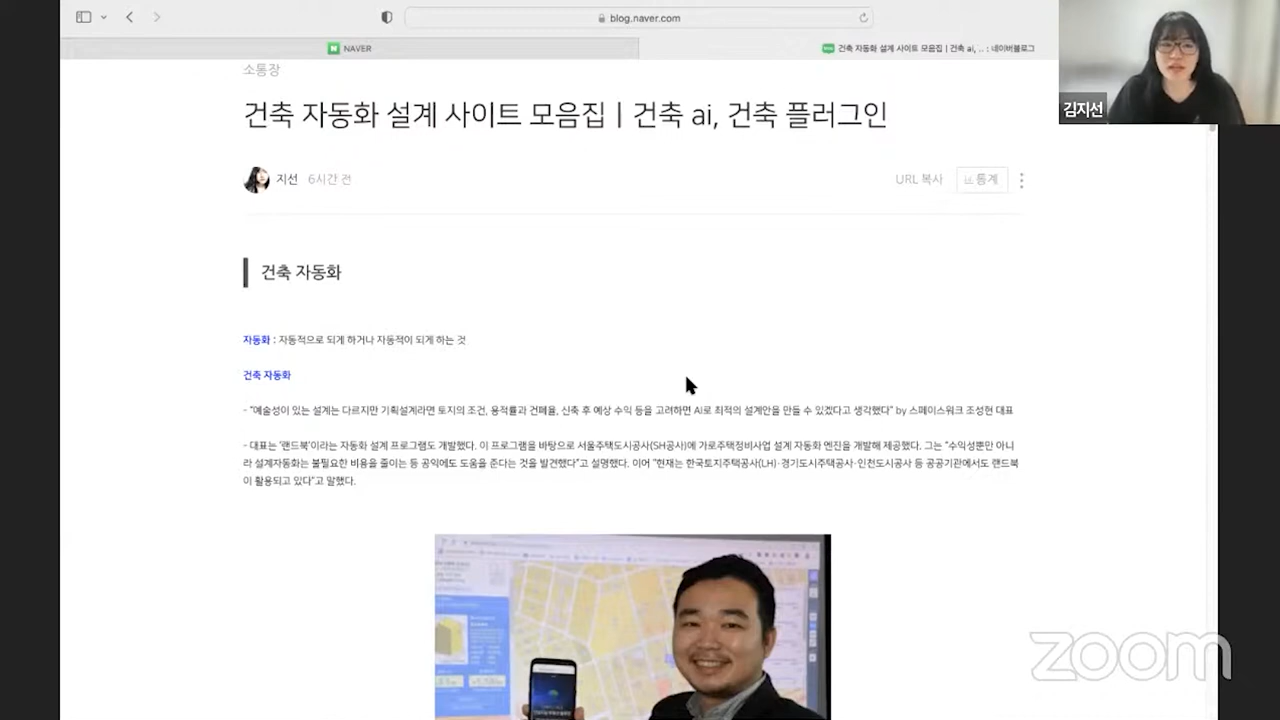 blog.naver.com
NAVER
건축 자동화 설계 사이트 모음집 | 건축 ai, .. : 네이버블로그
김지선
소통장
건축 자동화 설계 사이트 모음집 | 건축 ai, 건축 플러그인
지선 6시간 전
URL 복사
통계
건축 자동화
자동화 : 자동적으로 되게 하거나 자동적이 되게 하는 것
건축 자동화
- "예술성이 있는 설계는 다르지만 기획설계라면 토지의 조건, 용적률과 건폐율, 신축 후 예상 수익 등을 고려하면 AI로 최적의 설계안을 만들 수 있겠다고 생각했다" by 스페이스워크 조성현 대표
- 대표는 '랜드북'이라는 자동화 설계 프로그램도 개발했다. 이 프로그램을 바탕으로 서울주택도시공사(SH공사)에 가로주택정비사업 설계 자동화 엔진을 개발해 제공했다. 그는 "수익성뿐만 아니
라 설계자동화는 불필요한 비용을 줄이는 등 공익에도 도움을 준다는 것을 발견했다"고 설명했다. 이어 "현재는 한국토지주택공사(LH)·경기도시주택공사·인천도시공사 등 공공기관에서도 랜드북
이 활용되고 있다"고 말했다.
zoom